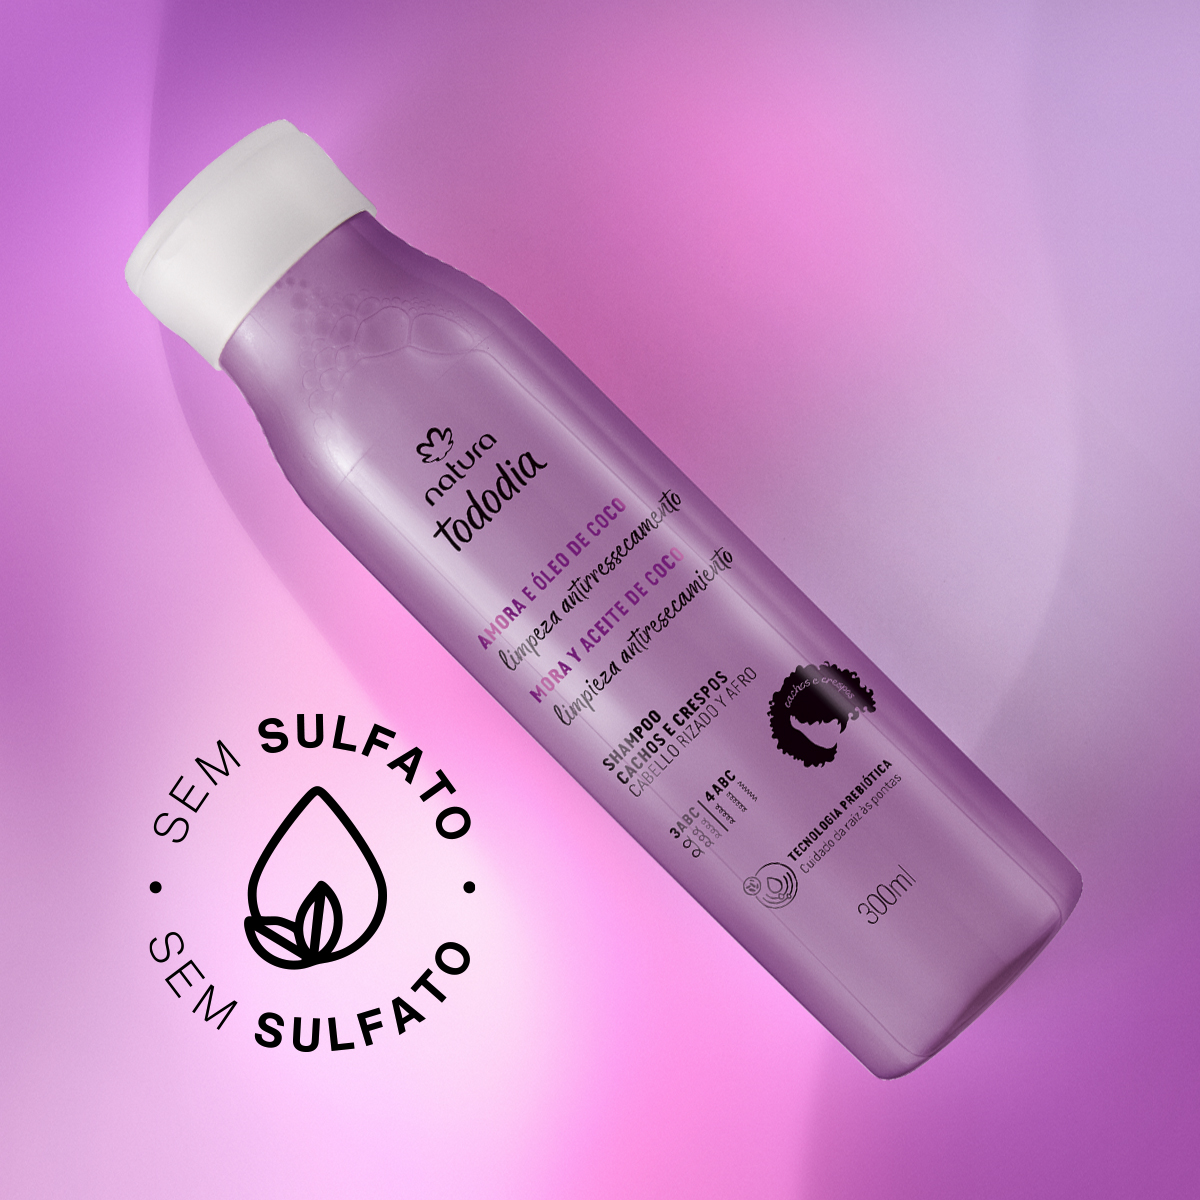 natura
tododia
AMORA E ÓLEO DE COCO
limpeza antirressecamento
MORA Y ACEITE DE COCO
limpieza antiresecamiento
SHAMPOO
CACHOS E CRESPOS
CABELLO RIZADO Y AFRO
cachos e crespos
3ABC | 4ABC
TECNOLOGIA PREBIÓTICA
Cuidado da raiz às pontas
300ml
SEM SULFATO
SEM SULFATO